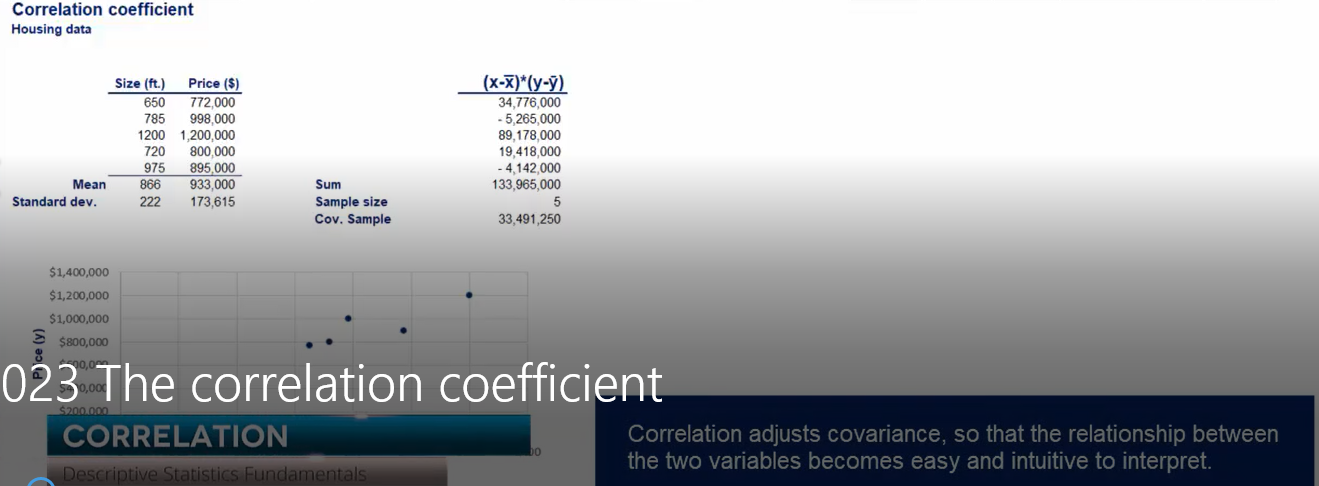 Correlation coefficient
Housing data
Size (ft.) Price ($) (x-x̅)*(y-ȳ)
650 772,000 34,776,000
785 998,000 - 5,265,000
1200 1,200,000 89,178,000
720 800,000 19,418,000
975 895,000 - 4,142,000
Mean 866 933,000 Sum 133,965,000
Standard dev. 222 173,615 Sample size 5
Cov. Sample 33,491,250
$1,400,000
$1,200,000
$1,000,000
$800,000
(y)
$200,000
023 The correlation coefficient
CORRELATION
Descriptive Statistics Fundamentals
Correlation adjusts covariance, so that the relationship between
the two variables becomes easy and intuitive to interpret.